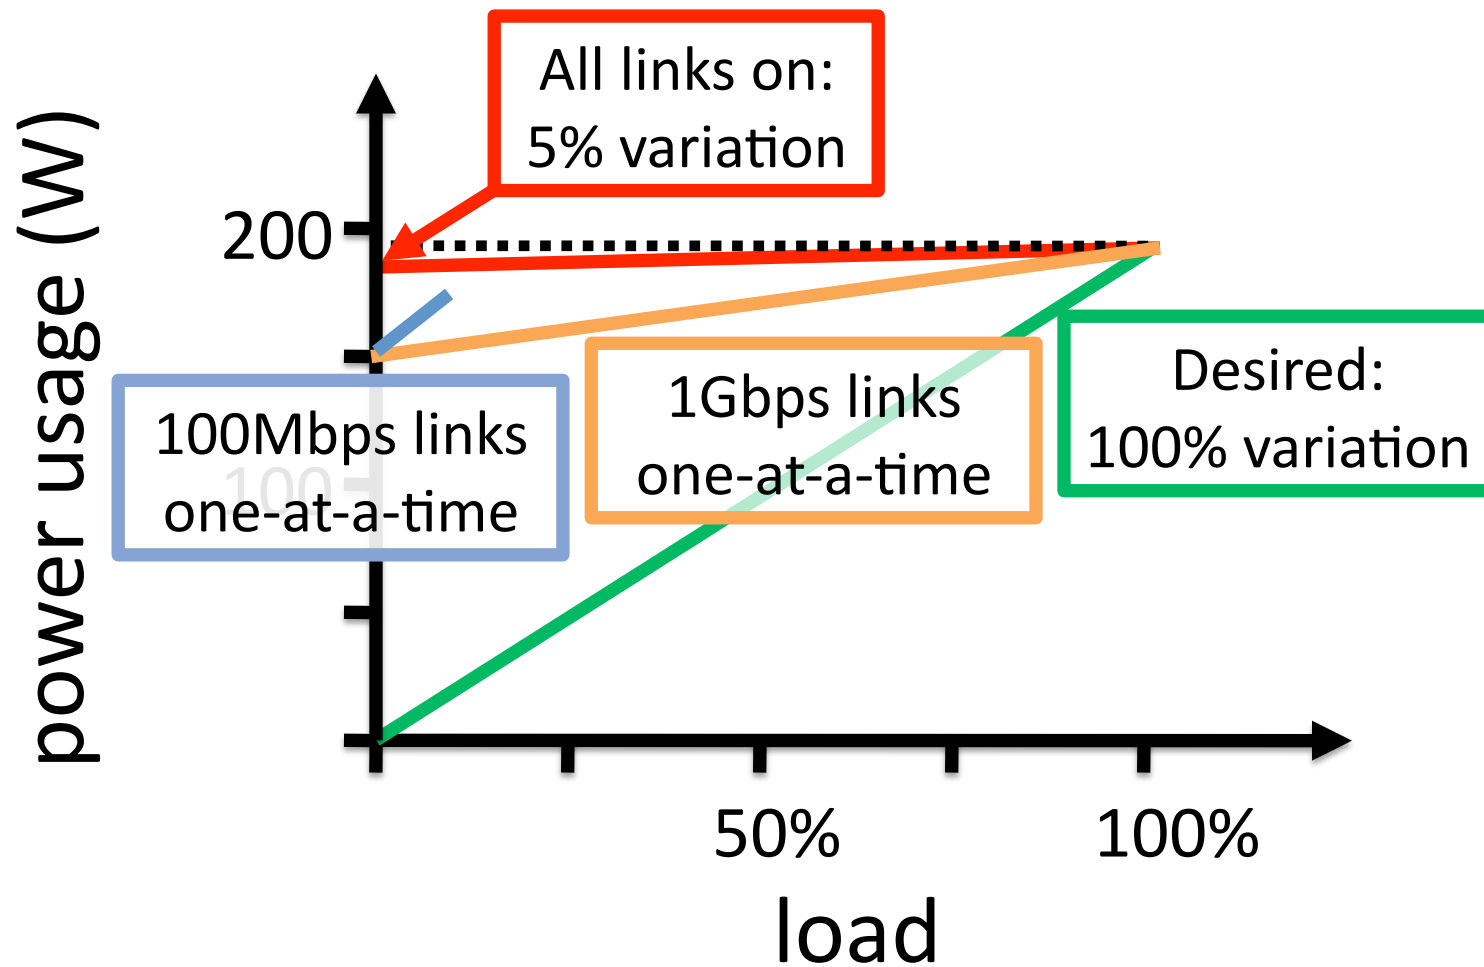 All links on:
5% variation
power usage (W)
200
100Mbps links
one-at-a-time
100
1Gbps links
one-at-a-time
Desired:
100% variation
50%
100%
load